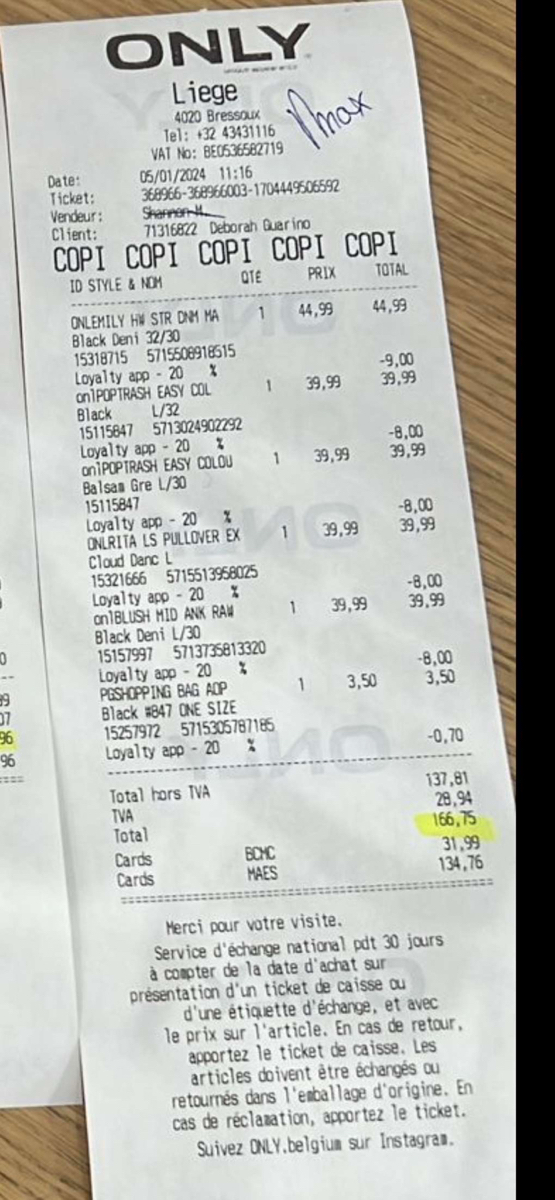 ONLY
Liege
4020 Bressoux
Tel: +32 43431116
VAT No: BE0536582719
Date: 05/01/2024 11:16
Ticket: 368966-368966003-1704449506592
Vendeur: Shannon M.
Client: 71316822 Deborah Guarino
COPI COPI COPI COPI COPI
ID STYLE & NOM QTE PRIX TOTAL
ONLEMILY HW STR DNM MA 1 44,99 44,99
Black Deni 32/30
15318715 5715508918515
Loyalty app - 20 % -9,00
onlPOPTRASH EASY COL 1 39,99 39,99
Black L/32
15115847 5713024902292
Loyalty app - 20 % -8,00
onlPOPTRASH EASY COLOU 1 39,99 39,99
Balsam Gre L/30
15115847
Loyalty app - 20 % -8,00
ONLRITA LS PULLOVER EX 1 39,99 39,99
Cloud Danc L
15321666 5715513958025
Loyalty app - 20 % -8,00
onlBLUSH MID ANK RAW 1 39,99 39,99
Black Deni L/30
15157997 5713735813320
Loyalty app - 20 % -8,00
PGSHOPPING BAG AOP 1 3,50 3,50
Black #847 ONE SIZE
15257972 5715305787185
Loyalty app - 20 % -0,70
Total hors TVA 137,81
TVA 28,94
Total 166,75
Cards BCMC 31,99
Cards MAES 134,76
Merci pour votre visite.
Service d'échange national pdt 30 jours
à compter de la date d'achat sur
présentation d'un ticket de caisse ou
d'une étiquette d'échange, et avec
le prix sur l'article. En cas de retour,
apportez le ticket de caisse. Les
articles doivent être échangés ou
retournés dans l'emballage d'origine. En
cas de réclamation, apportez le ticket.
Suivez ONLY.belgium sur Instagram.